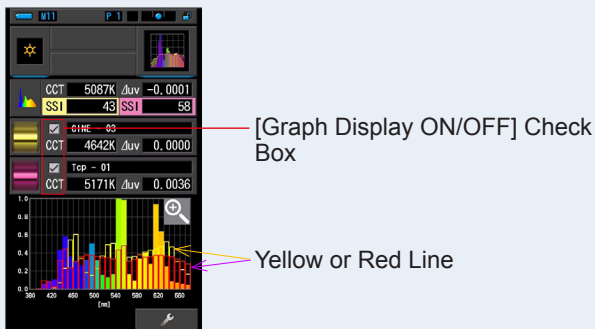 M11 P 1
CCT 5087K ⊿uv -0.0001
SSI 43 SSI 58
CINE - 03
CCT 4642K ⊿uv 0.0000
Tcp - 01
CCT 5171K ⊿uv 0.0036
[Graph Display ON/OFF] Check
Box
1.0
0.8
0.6
0.4
0.2
0.0
380 420 460 500 540 580 620 660
[nm]
Yellow or Red Line